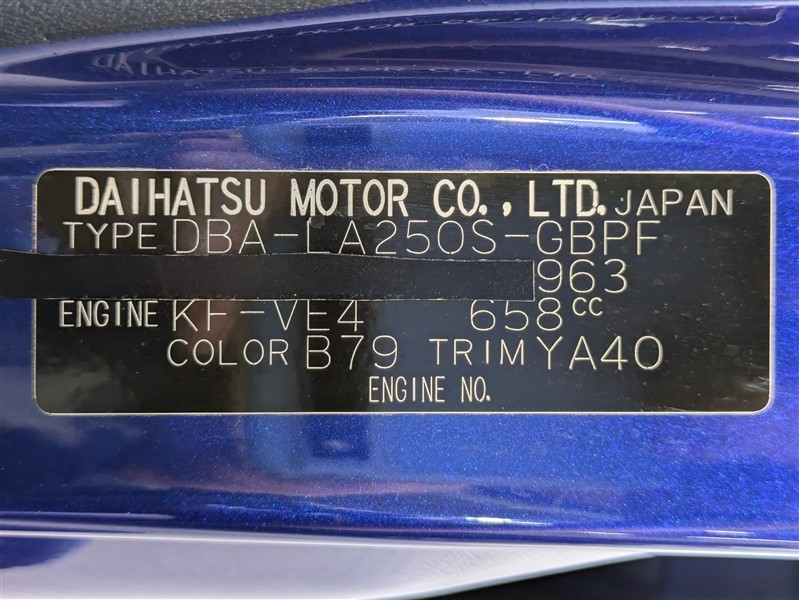 DAIHATSU MOTOR CO., LTD. JAPAN
TYPE DBA-LA250S-GBPF
963
ENGINE KF-VE4 658cc
COLOR B79 TRIM YA40
ENGINE NO.